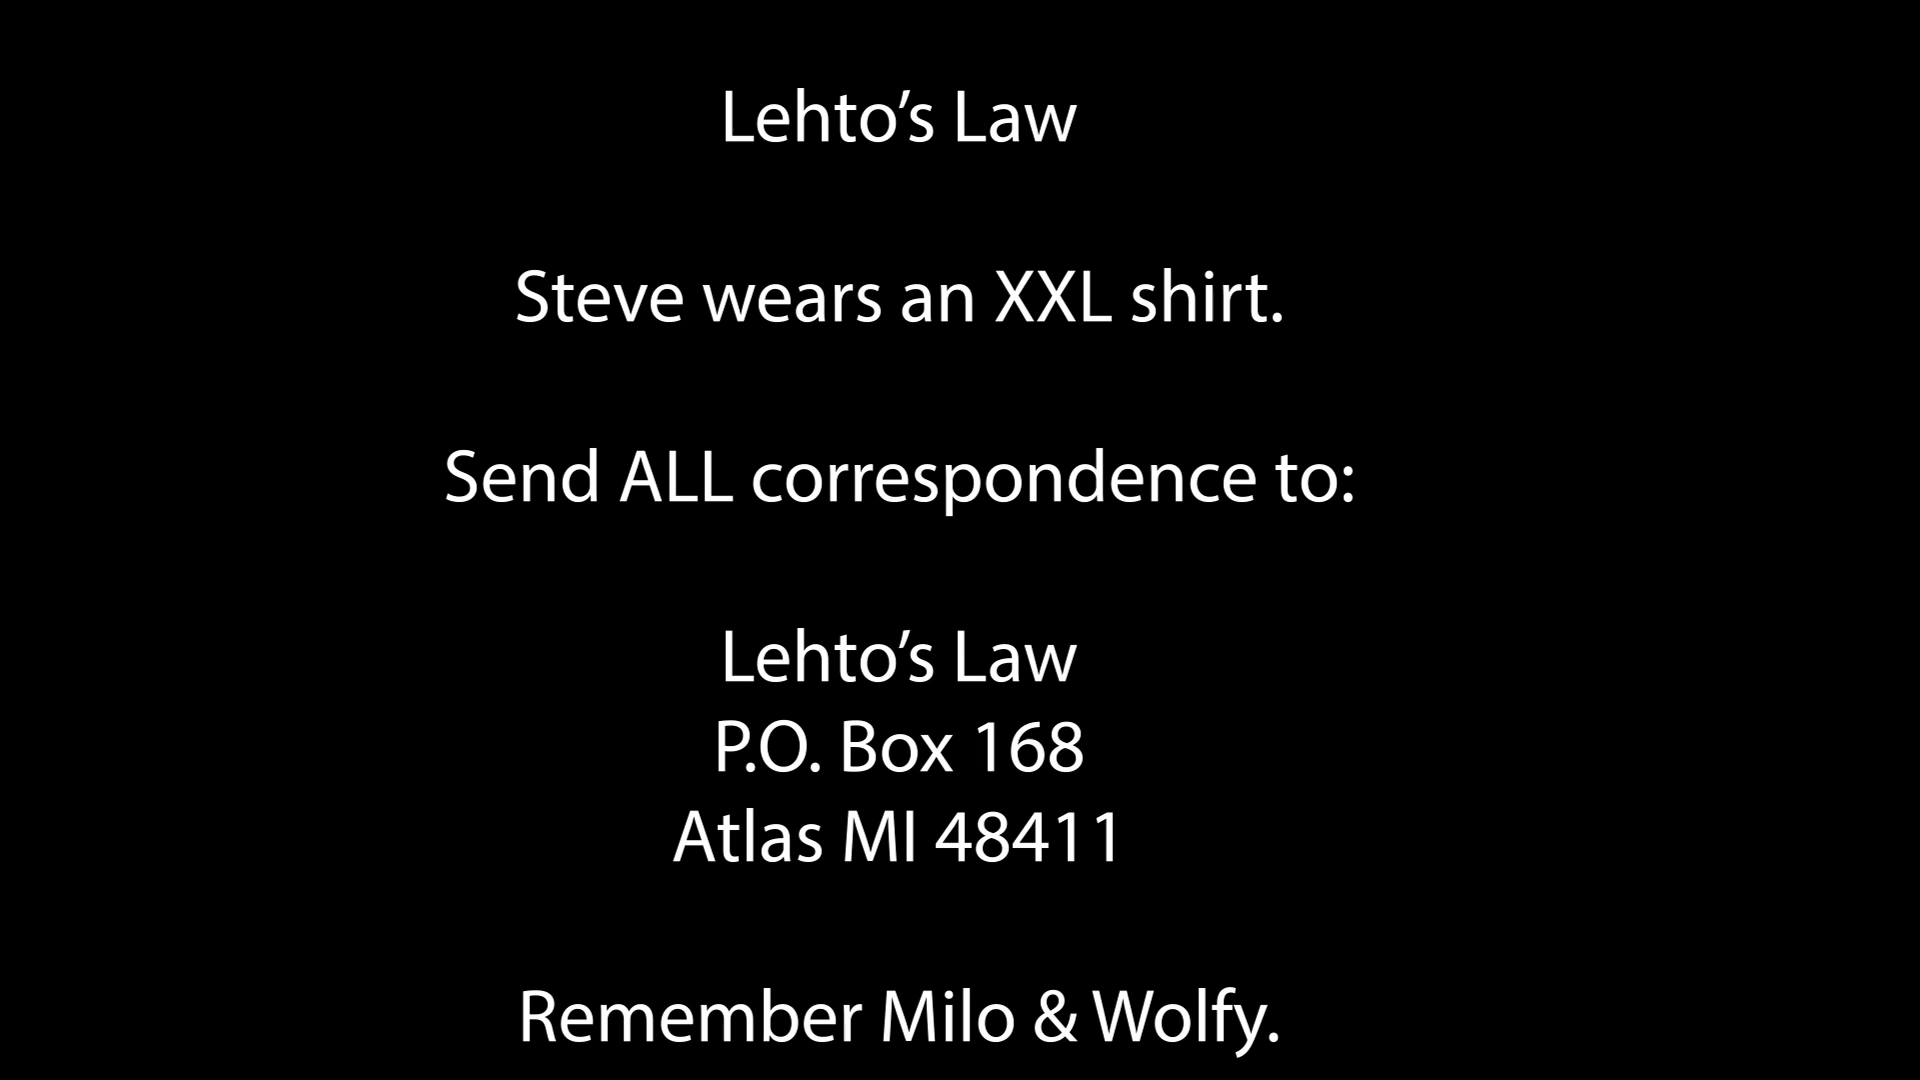 Lehto’s Law
Steve wears an XXL shirt.
Send ALL correspondence to:
Lehto’s Law
P.O. Box 168
Atlas MI 48411
Remember Milo & Wolfy.